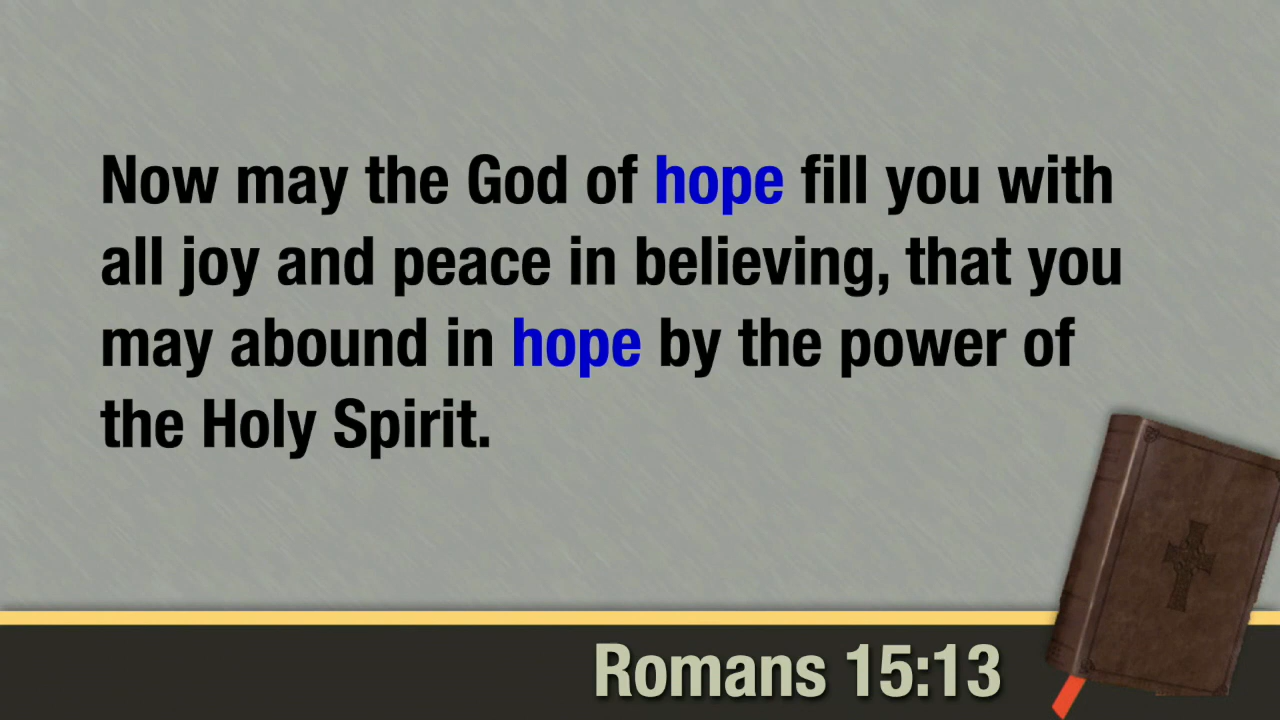 Now may the God of hope fill you with
all joy and peace in believing, that you
may abound in hope by the power of
the Holy Spirit.
Romans 15:13